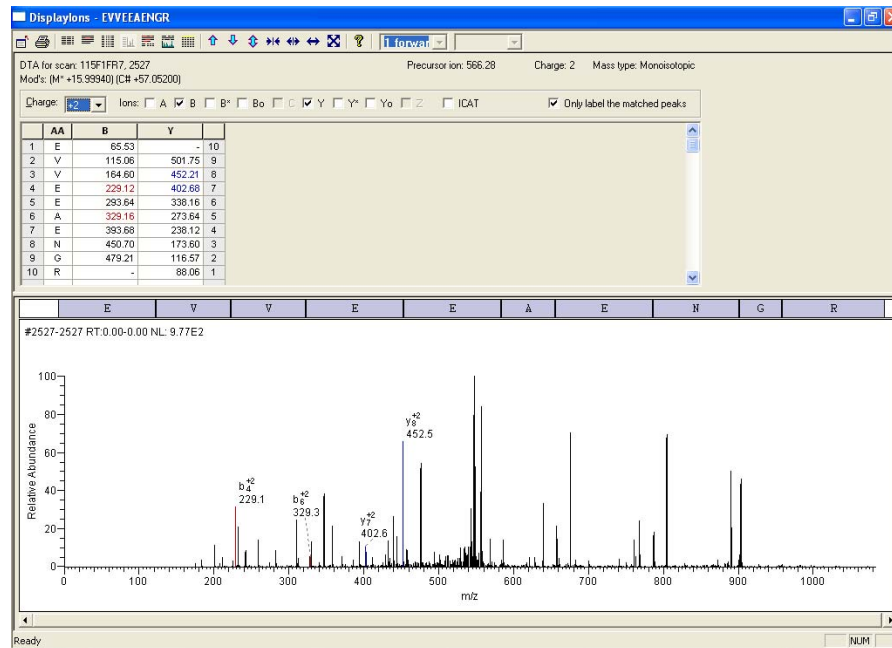 DisplayIons - EVVEEAENGR
1 forwar
DTA for scan: 115F1FR7, 2527 Precursor ion: 566.28 Charge: 2 Mass type: Monoisotopic
Mod's: (M* +15.99940) (C# +57.05200)
Charge: +2 Ions: A B B* Bo C Y Y* Yo Z ICAT Only label the matched peaks
AA B Y
1 E 65.53 - 10
2 V 115.06 501.75 9
3 V 164.60 452.21 8
4 E 229.12 402.68 7
5 E 293.64 338.16 6
6 A 329.16 273.64 5
7 E 393.68 238.12 4
8 N 450.70 173.60 3
9 G 479.21 116.57 2
10 R - 88.06 1
E V V E E A E N G R
#2527-2527 RT:0.00-0.00 NL: 9.77E2
100
80
60
40
20
0
Relative Abundance
y8+2
452.5
b4+2
229.1
b6+2
329.3
y7+2
402.6
0 100 200 300 400 500 600 700 800 900 1000
m/z
Ready NUM